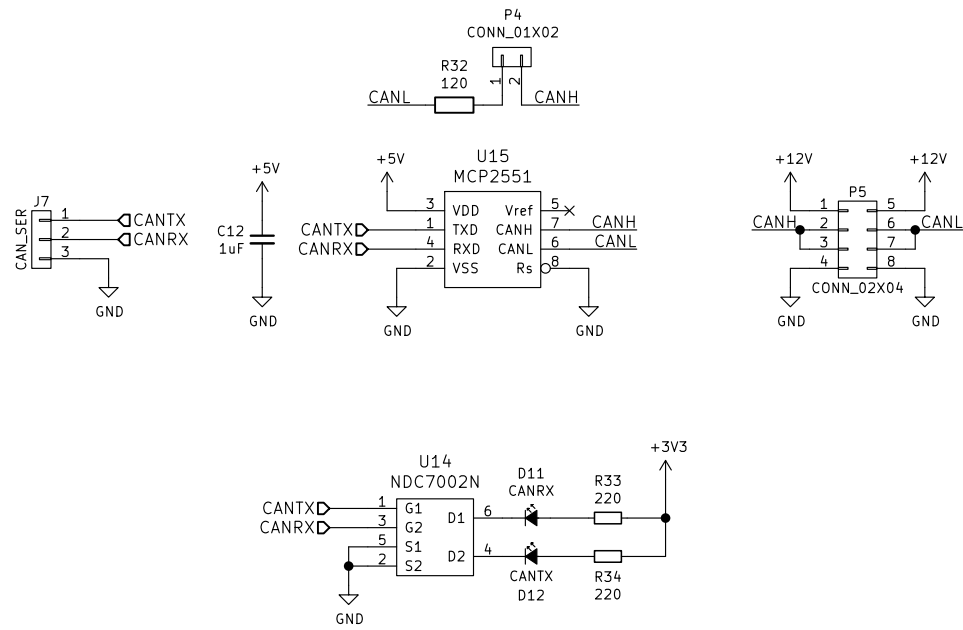 P4
CONN_01X02
R32
120
1
2
CANL
CANH
J7
CAN_SER
1
2
3
CANTX
CANRX
GND
+5V
C12
1uF
GND
+5V
U15
MCP2551
CANTX
CANRX
3 VDD
1 TXD
4 RXD
2 VSS
Vref 5
CANH 7
CANL 6
Rs 8
CANH
CANL
GND
GND
+12V
+12V
P5
CANH
CANL
1
2
3
4
5
6
7
8
CONN_02X04
GND
GND
U14
NDC7002N
CANTX
CANRX
1 G1
3 G2
5 S1
2 S2
D1 6
D2 4
GND
D11
CANRX
R33
220
+3V3
CANTX
D12
R34
220